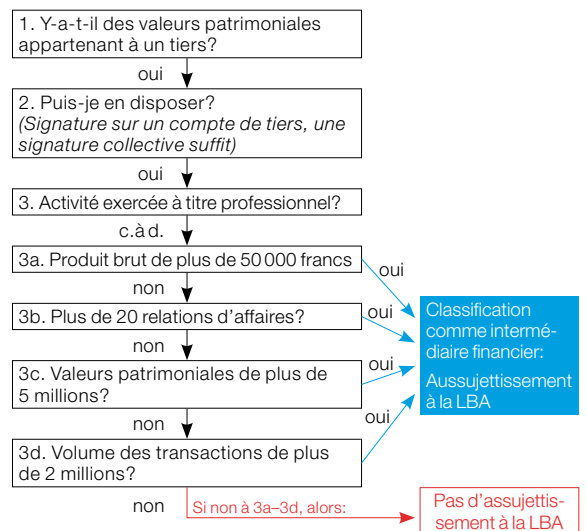 1. Y-a-t-il des valeurs patrimoniales
appartenant à un tiers?
oui
2. Puis-je en disposer?
(Signature sur un compte de tiers, une
signature collective suffit)
oui
3. Activité exercée à titre professionnel?
c.à d.
3a. Produit brut de plus de 50 000 francs
oui
non
3b. Plus de 20 relations d’affaires?
oui
non
3c. Valeurs patrimoniales de plus de
5 millions?
oui
non
3d. Volume des transactions de plus
de 2 millions?
oui
Classification
comme intermé-
diaire financier:
Aussujettissement
à la LBA
non
Si non à 3a–3d, alors:
Pas d’assujettis-
sement à la LBA